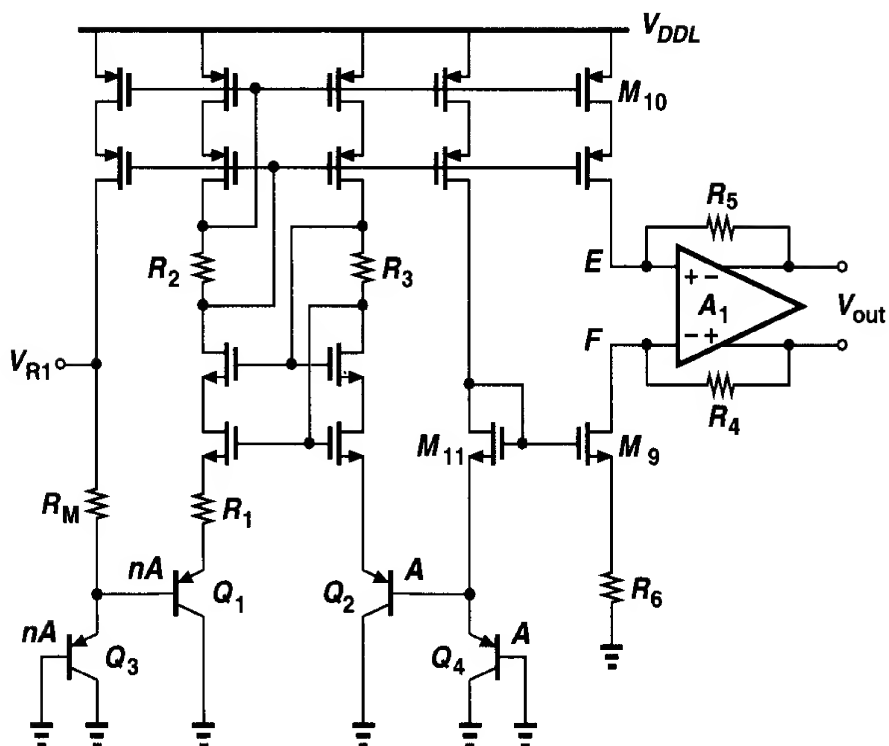 V_DDL
M_10
R_5
E
R_2
R_3
+ −
A_1
V_out
− +
F
V_R1
R_4
M_11
M_9
R_M
R_1
nA
Q_1
Q_2
A
R_6
nA
Q_3
Q_4
A